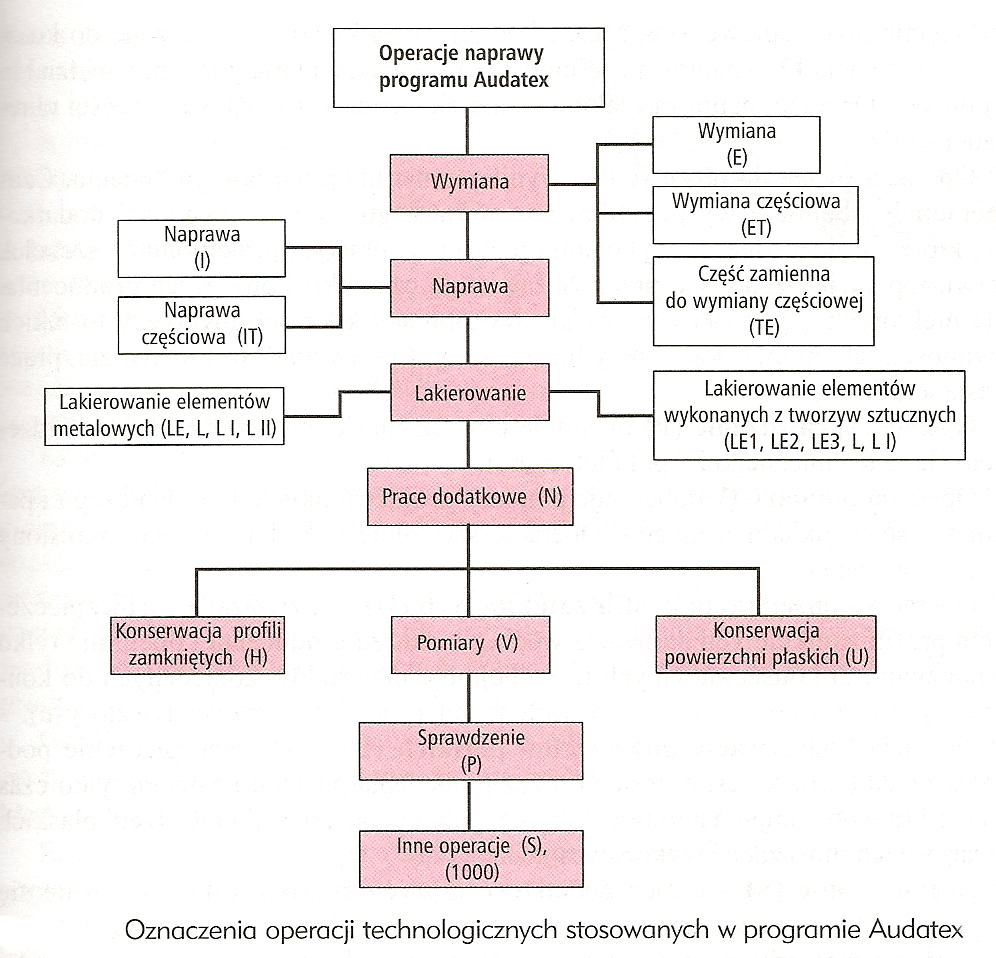 Operacje naprawy
programu Audatex
Wymiana
Wymiana
(E)
Wymiana częściowa
(ET)
Część zamienna
do wymiany częściowej
(TE)
Naprawa
Naprawa
(I)
Naprawa
częściowa (IT)
Lakierowanie
Lakierowanie elementów
metalowych (LE, L, L I, L II)
Lakierowanie elementów
wykonanych z tworzyw sztucznych
(LE1, LE2, LE3, L, L I)
Prace dodatkowe (N)
Konserwacja profili
zamkniętych (H)
Pomiary (V)
Konserwacja
powierzchni płaskich (U)
Sprawdzenie
(P)
Inne operacje (S),
(1000)
Oznaczenia operacji technologicznych stosowanych w programie Audatex